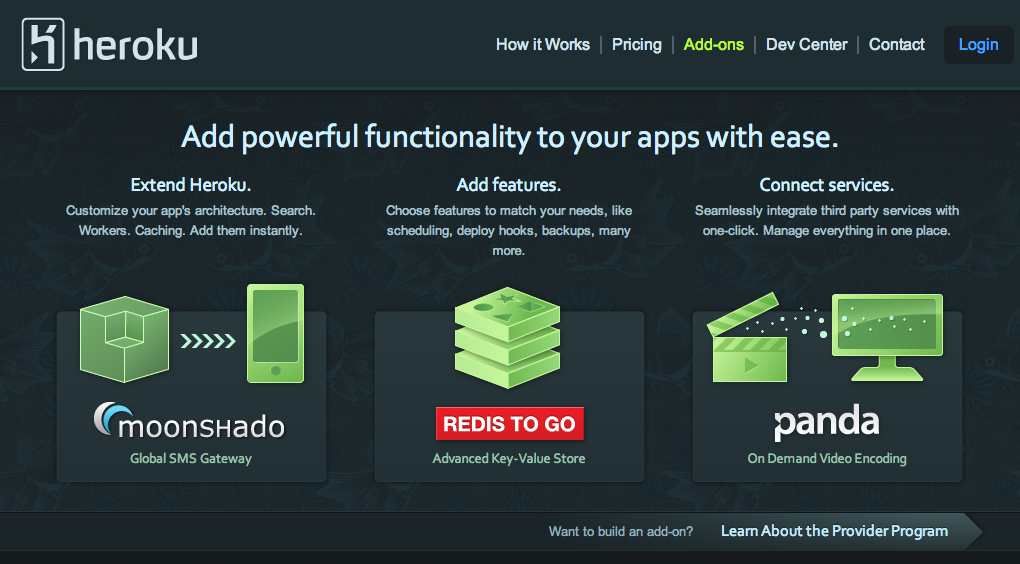 heroku
How it Works
Pricing
Add-ons
Dev Center
Contact
Login
Add powerful functionality to your apps with ease.
Extend Heroku.
Customize your app's architecture. Search.
Workers. Caching. Add them instantly.
Add features.
Choose features to match your needs, like
scheduling, deploy hooks, backups, many
more.
Connect services.
Seamlessly integrate third party services with
one-click. Manage everything in one place.
moonsHado
Global SMS Gateway
REDIS TO GO
Advanced Key-Value Store
panda
On Demand Video Encoding
Want to build an add-on?
Learn About the Provider Program